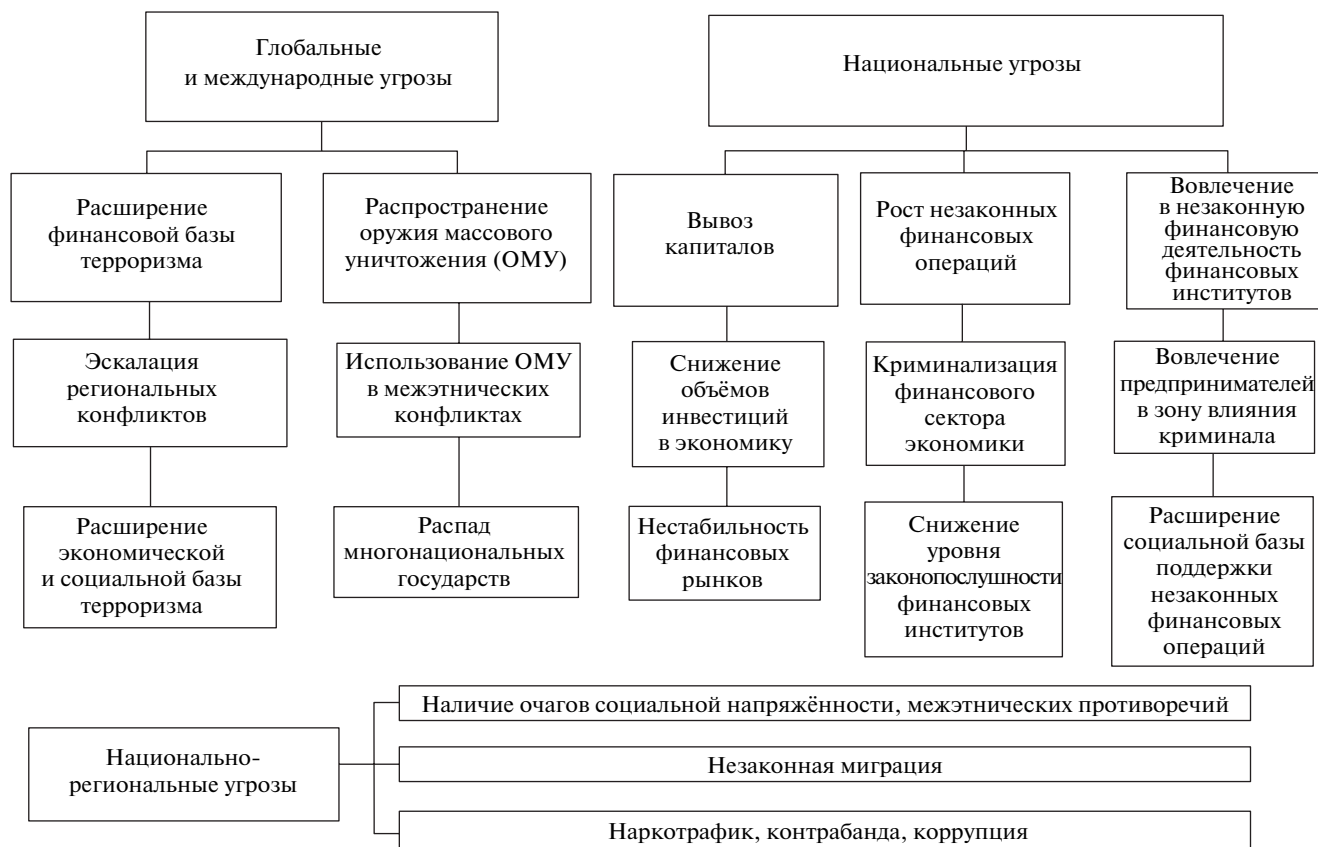 Глобальные
и международные угрозы
Национальные угрозы
Расширение
финансовой базы
терроризма
Распространение
оружия массового
уничтожения (ОМУ)
Вывоз
капиталов
Рост незаконных
финансовых
операций
Вовлечение
в незаконную
финансовую
деятельность
финансовых
институтов
Эскалация
региональных
конфликтов
Использование ОМУ
в межэтнических
конфликтах
Снижение
объёмов
инвестиций
в экономику
Криминализация
финансового
сектора
экономики
Вовлечение
предпринимателей
в зону влияния
криминала
Расширение
экономической
и социальной базы
терроризма
Распад
многонациональных
государств
Нестабильность
финансовых
рынков
Снижение
уровня
законопослушности
финансовых
институтов
Расширение
социальной базы
поддержки
незаконных
финансовых
операций
Национально-
региональные угрозы
Наличие очагов социальной напряжённости, межэтнических противоречий
Незаконная миграция
Наркотрафик, контрабанда, коррупция